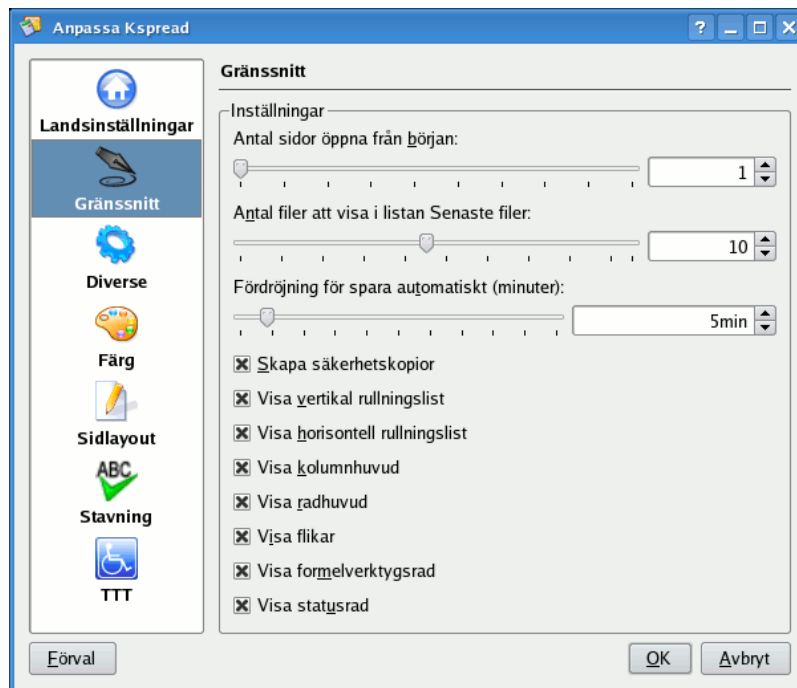 Anpassa Kspread
Landsinställningar
Gränssnitt
Diverse
Färg
Sidlayout
ABC
Stavning
TTT
Gränssnitt
Inställningar
Antal sidor öppna från början:
1
Antal filer att visa i listan Senaste filer:
10
Fördröjning för spara automatiskt (minuter):
5min
Skapa säkerhetskopior
Visa vertikal rullningslist
Visa horisontell rullningslist
Visa kolumnhuvud
Visa radhuvud
Visa flikar
Visa formelverktygsrad
Visa statusrad
Förval
OK
Avbryt